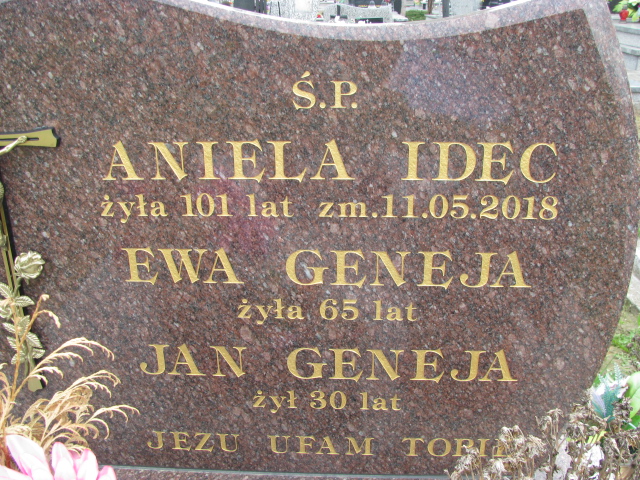 Ś.P.
ANIELA IDEC
żyła 101 lat zm.11.05.2018
EWA GENEJA
żyła 65 lat
JAN GENEJA
żył 30 lat
JEZU UFAM TOBIE